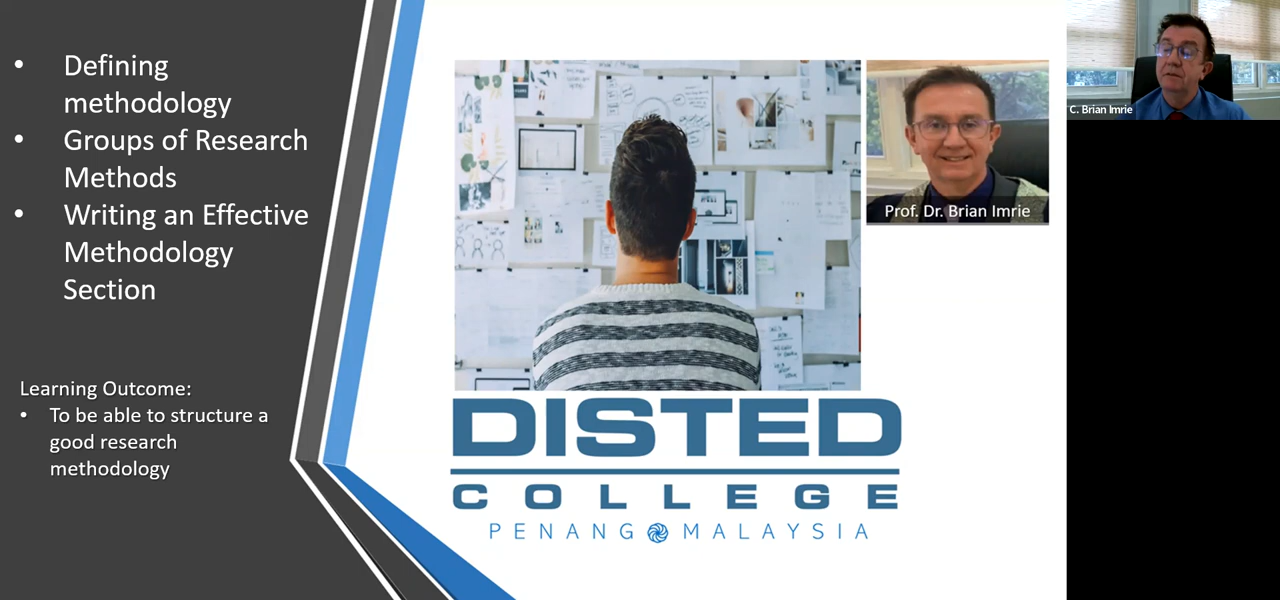 • Defining
methodology
• Groups of Research
Methods
• Writing an Effective
Methodology
Section
Learning Outcome:
• To be able to structure a
good research
methodology
Prof. Dr. Brian Imrie
C. Brian Imrie
DISTED
COLLEGE
PENANG MALAYSIA